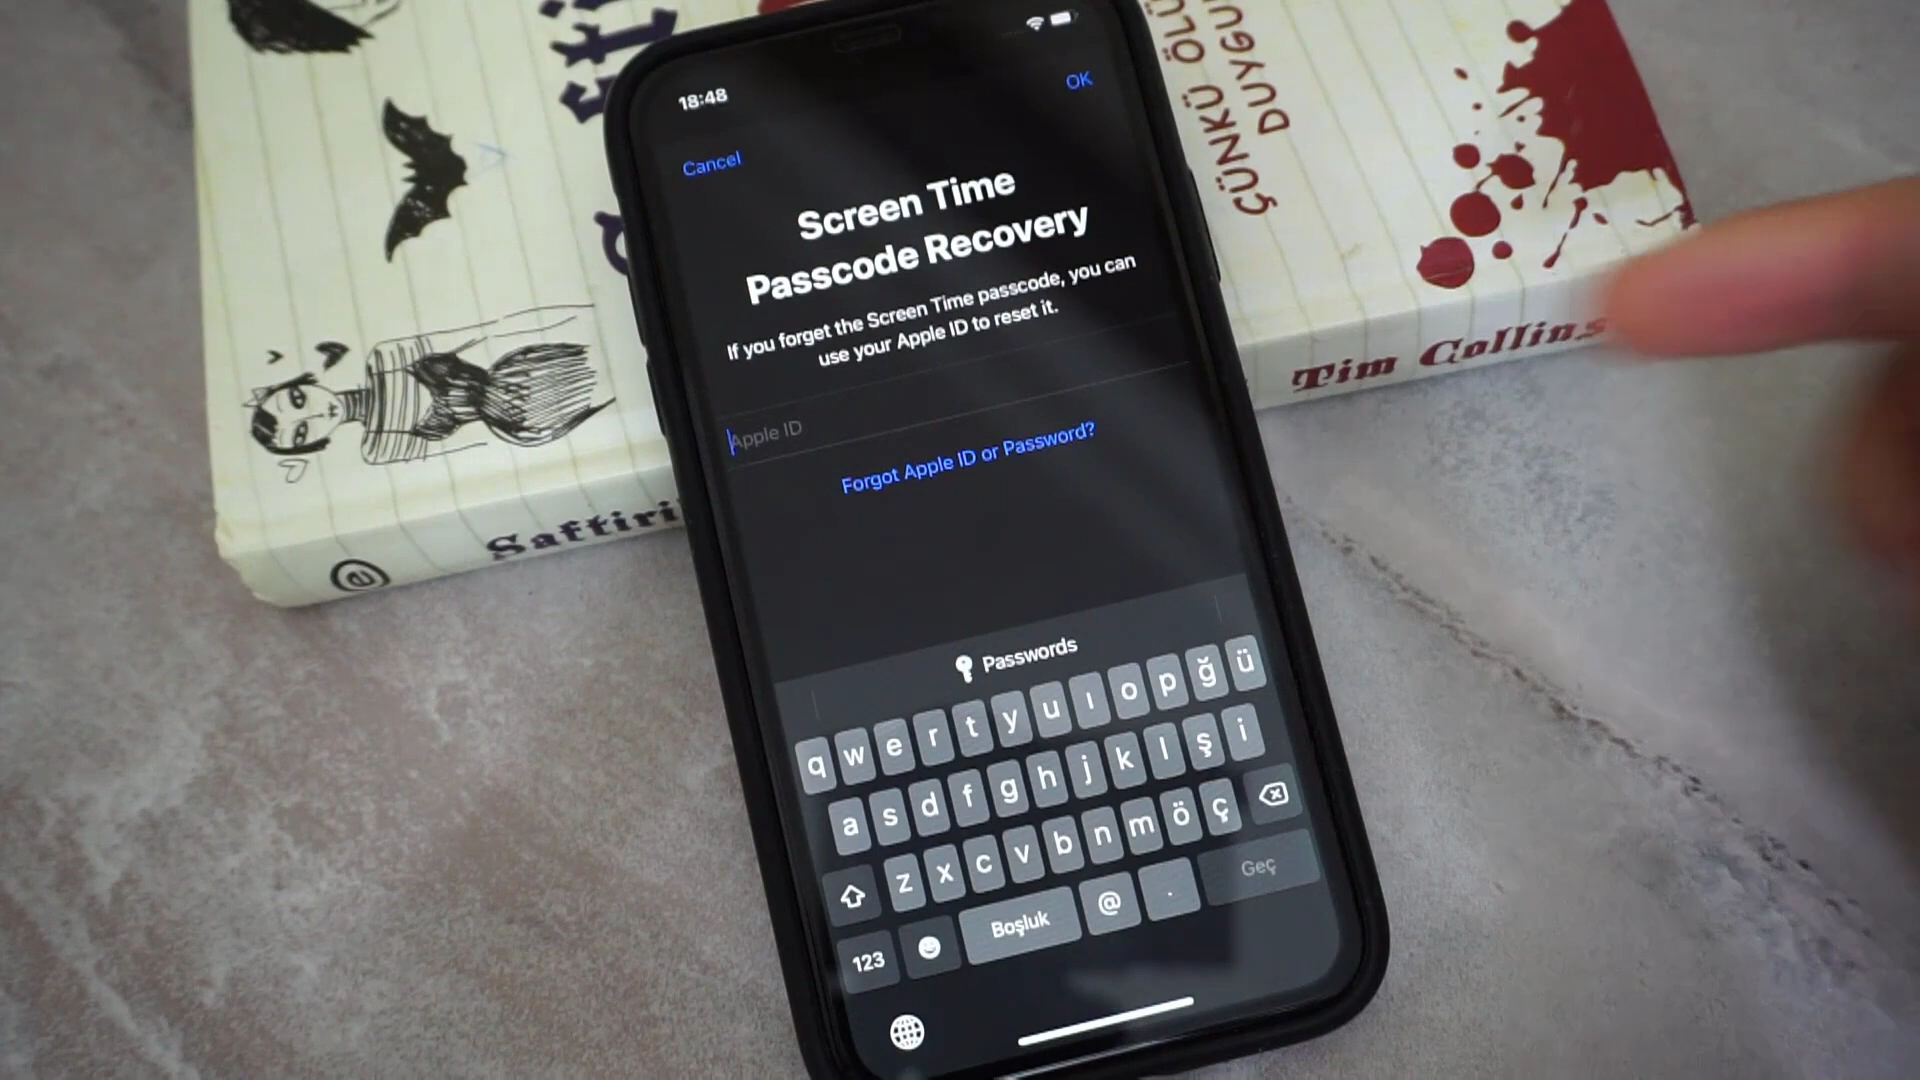 18:48
OK
Cancel
Screen Time
Passcode Recovery
If you forget the Screen Time passcode, you can
use your Apple ID to reset it.
Apple ID
Forgot Apple ID or Password?
Passwords
q w e r t y u ı o p ğ ü
a s d f g h j k l ş i
z x c v b n m ö ç
123 Boşluk @ . Geç
ÇÜNKÜ
DUYGU
Tim Collins
e